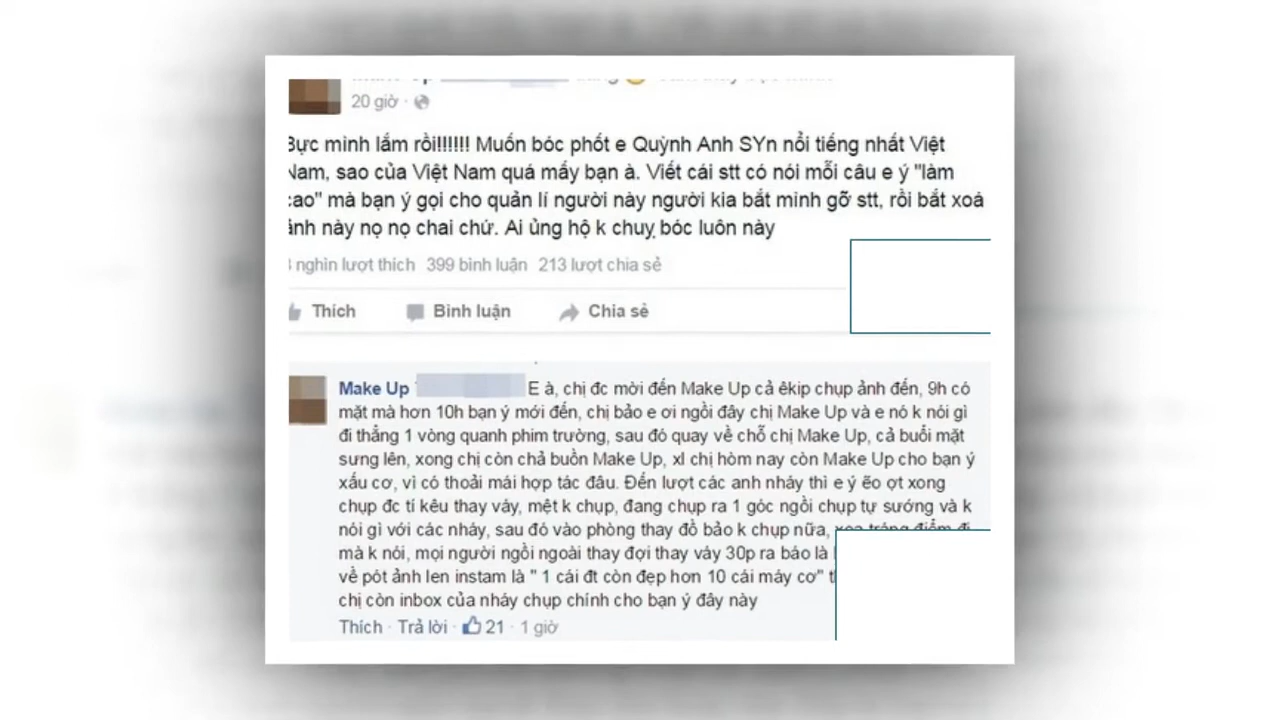 20 giờ
Bực mình lắm rồi!!!!!! Muốn bóc phốt e Quỳnh Anh SYn nổi tiếng nhất Việt
Nam, sao của Việt Nam quá mấy bạn à. Viết cái stt có nói mỗi câu e ý "làm
cao" mà bạn ý gọi cho quản lí người này người kia bắt mình gỡ stt, rồi bắt xoá
ảnh này nọ nọ chai chứ. Ai ủng hộ k chuỵ bóc luôn này
nghìn lượt thích 399 bình luận 213 lượt chia sẻ
Thích Bình luận Chia sẻ
Make Up E à, chị đc mời đến Make Up cả êkip chụp ảnh đến, 9h có
mặt mà hơn 10h bạn ý mới đến, chị bảo e ơi ngồi đây chị Make Up và e nó k nói gì
đi thẳng 1 vòng quanh phim trường, sau đó quay về chỗ chị Make Up, cả buổi mặt
sưng lên, xong chị còn chả buồn Make Up, xl chị hòm nay còn Make Up cho bạn ý
xấu cơ, vì có thoải mái hợp tác đâu. Đến lượt các anh nháy thì e ý ẽo ợt xong
chụp đc tí kêu thay váy, mệt k chụp, đang chụp ra 1 góc ngồi chụp tự sướng và k
nói gì với các nháy, sau đó vào phòng thay đồ bảo k chụp nữa,
mà k nói, mọi người ngồi ngoài thay đợi thay váy 30p ra báo là
về pót ảnh len instam là " 1 cái đt còn đẹp hơn 10 cái máy cơ"
chị còn inbox của nháy chụp chính cho bạn ý đây này
Thích · Trả lời · 21 · 1 giờ